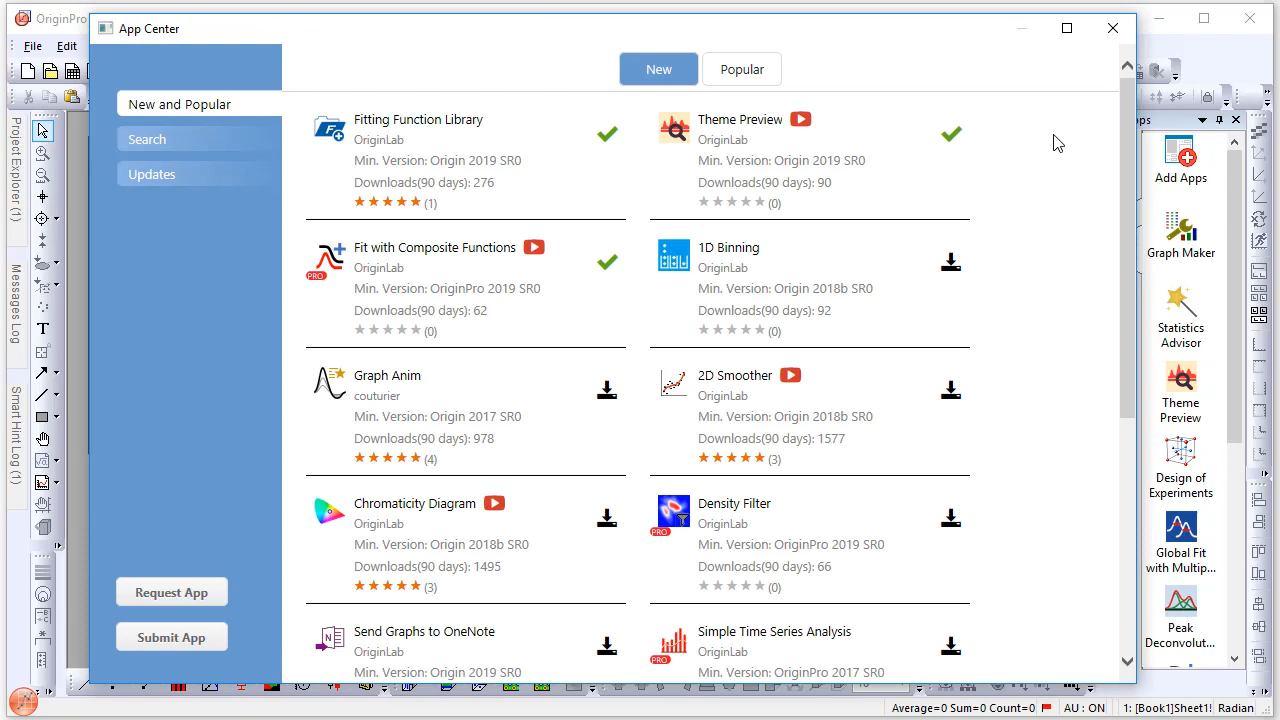 OriginPro
App Center
File Edit
New Popular
New and Popular
Search
Updates
Fitting Function Library
OriginLab
Min. Version: Origin 2019 SR0
Downloads(90 days): 276
(1)
Theme Preview
OriginLab
Min. Version: Origin 2019 SR0
Downloads(90 days): 90
(0)
Fit with Composite Functions
OriginLab
PRO
Min. Version: OriginPro 2019 SR0
Downloads(90 days): 62
(0)
1D Binning
OriginLab
Min. Version: Origin 2018b SR0
Downloads(90 days): 92
(0)
Graph Anim
couturier
Min. Version: Origin 2017 SR0
Downloads(90 days): 978
(4)
2D Smoother
OriginLab
Min. Version: Origin 2018b SR0
Downloads(90 days): 1577
(3)
Chromaticity Diagram
OriginLab
Min. Version: Origin 2018b SR0
Downloads(90 days): 1495
(3)
Density Filter
OriginLab
PRO
Min. Version: OriginPro 2019 SR0
Downloads(90 days): 66
(0)
Send Graphs to OneNote
OriginLab
Min. Version: Origin 2019 SR0
Simple Time Series Analysis
OriginLab
PRO
Min. Version: OriginPro 2017 SR0
Request App
Submit App
Project Explorer (1)
Messages Log
Smart Hint Log (1)
ps
Add Apps
Graph Maker
Statistics
Advisor
Theme
Preview
Design of
Experiments
Global Fit
with Multip...
Peak
Deconvolut...
Average=0 Sum=0 Count=0 AU : ON 1: [Book1]Sheet1! Radian